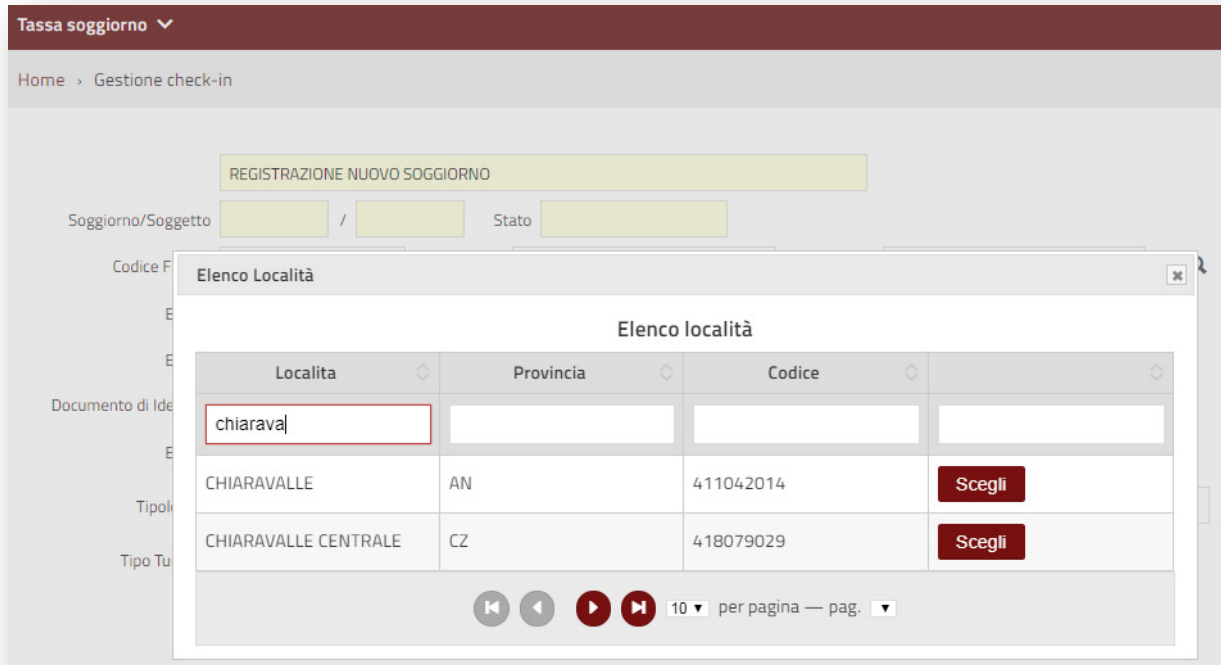 Tassa soggiorno
Home › Gestione check-in
REGISTRAZIONE NUOVO SOGGIORNO
Soggiorno/Soggetto / Stato
Codice F
Elenco Località
E
Elenco località
E
Localita Provincia Codice
Documento di Ide
chiarava
E
CHIARAVALLE AN 411042014 Scegli
Tipolo
CHIARAVALLE CENTRALE CZ 418079029 Scegli
Tipo Tu
10 per pagina — pag.